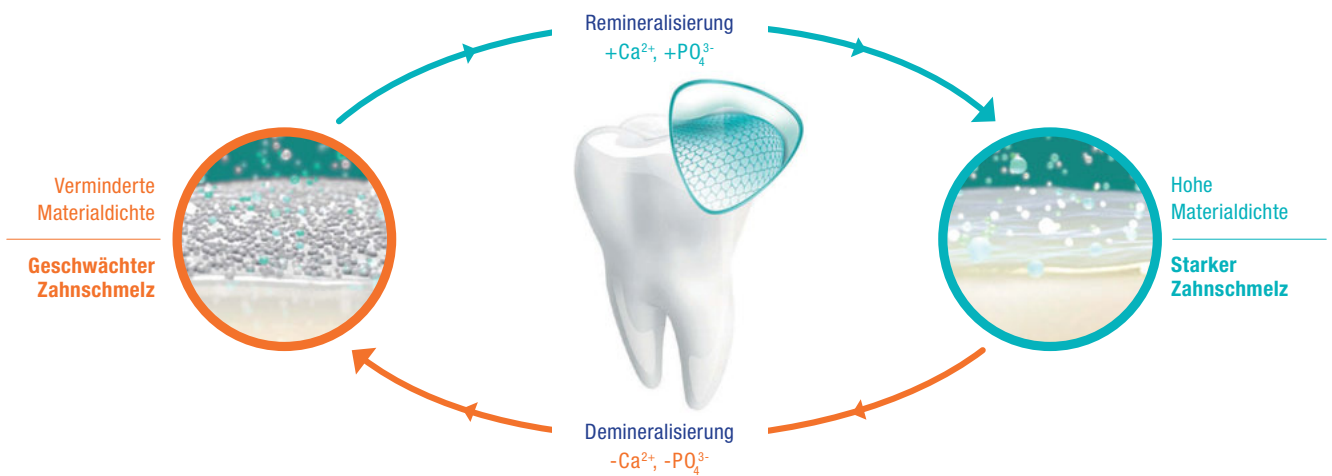 Remineralisierung
+Ca²⁺, +PO₄³⁻
Verminderte
Materialdichte
Geschwächter
Zahnschmelz
Hohe
Materialdichte
Starker
Zahnschmelz
Demineralisierung
-Ca²⁺, -PO₄³⁻